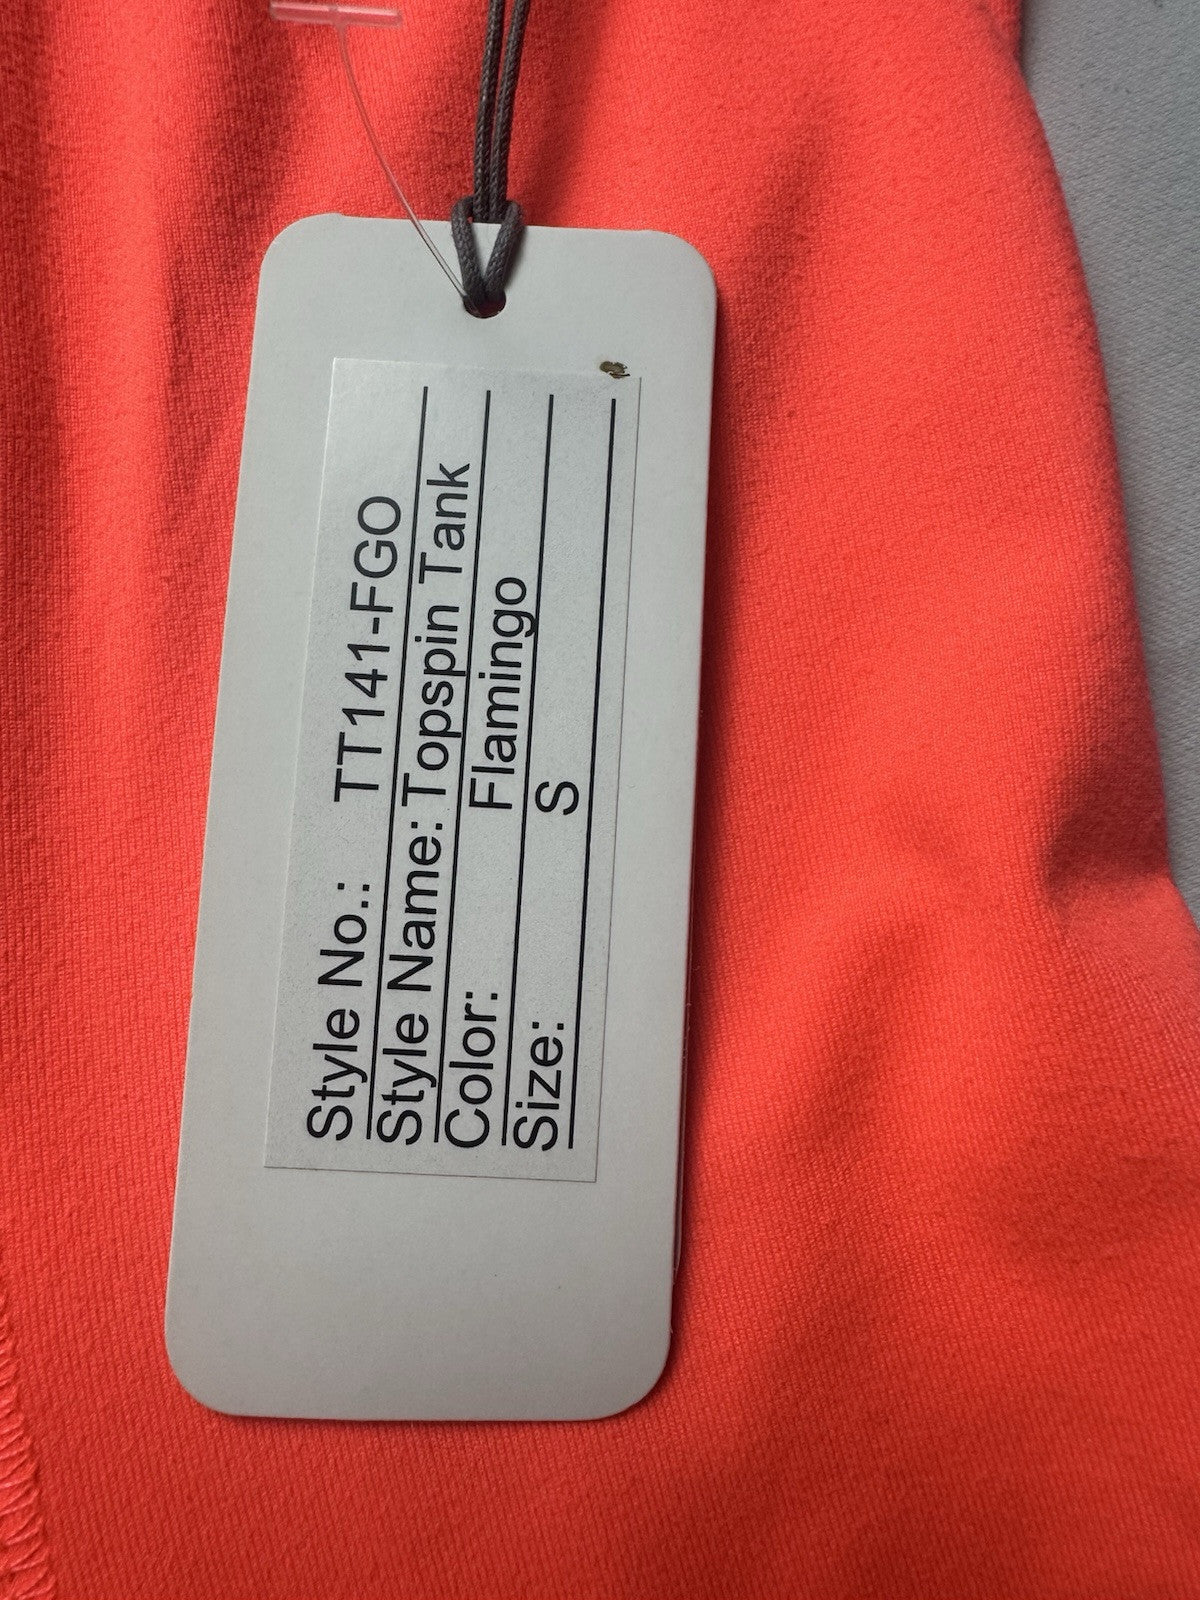 Style No.: TT141-FGO
Style Name: Topspin Tank
Color: Flamingo
Size: S